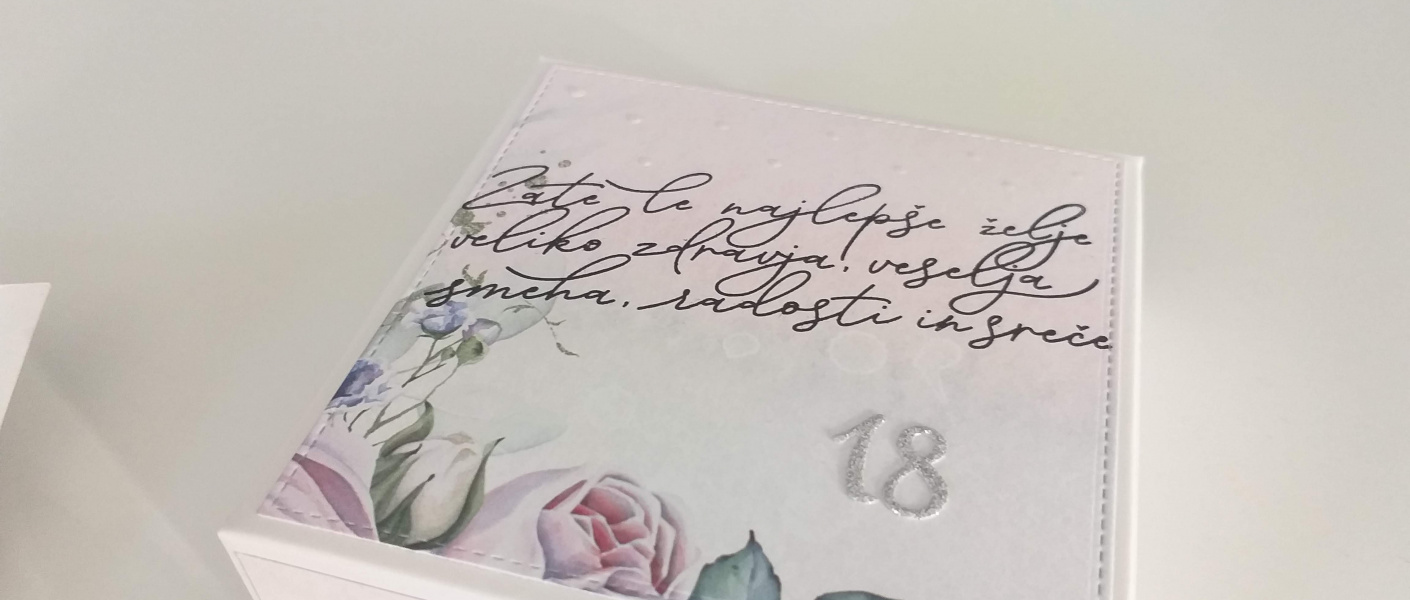 Zate le najlepše želje
veliko zdravja, veselja
smeha, radosti in sreče
18